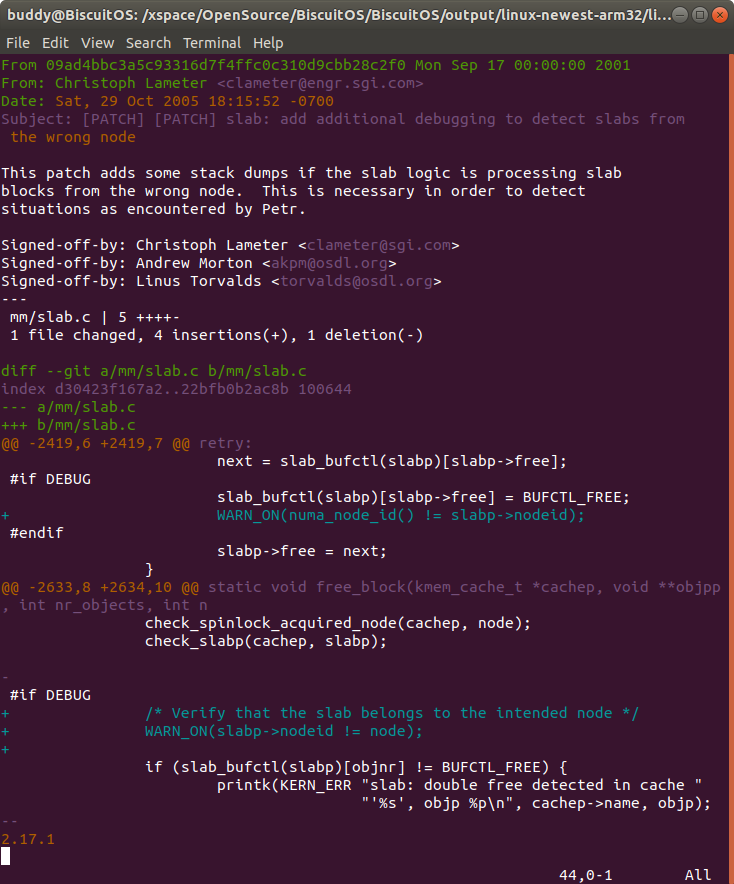 buddy@BiscuitOS: /xspace/OpenSource/BiscuitOS/BiscuitOS/output/linux-newest-arm32/li...
File Edit View Search Terminal Help
From 09ad4bbc3a5c93316d7f4ffc0c310d9cbb28c2f0 Mon Sep 17 00:00:00 2001
From: Christoph Lameter <clameter@engr.sgi.com>
Date: Sat, 29 Oct 2005 18:15:52 -0700
Subject: [PATCH] [PATCH] slab: add additional debugging to detect slabs from
 the wrong node

This patch adds some stack dumps if the slab logic is processing slab
blocks from the wrong node.  This is necessary in order to detect
situations as encountered by Petr.

Signed-off-by: Christoph Lameter <clameter@sgi.com>
Signed-off-by: Andrew Morton <akpm@osdl.org>
Signed-off-by: Linus Torvalds <torvalds@osdl.org>
---
 mm/slab.c | 5 ++++-
 1 file changed, 4 insertions(+), 1 deletion(-)

diff --git a/mm/slab.c b/mm/slab.c
index d30423f167a2..22bfb0b2ac8b 100644
--- a/mm/slab.c
+++ b/mm/slab.c
@@ -2419,6 +2419,7 @@ retry:
                        next = slab_bufctl(slabp)[slabp->free];
 #if DEBUG
                        slab_bufctl(slabp)[slabp->free] = BUFCTL_FREE;
+                       WARN_ON(numa_node_id() != slabp->nodeid);
 #endif
                        slabp->free = next;
                }
@@ -2633,8 +2634,10 @@ static void free_block(kmem_cache_t *cachep, void **objpp
, int nr_objects, int n
                check_spinlock_acquired_node(cachep, node);
                check_slabp(cachep, slabp);

-
 #if DEBUG
+               /* Verify that the slab belongs to the intended node */
+               WARN_ON(slabp->nodeid != node);
+
                if (slab_bufctl(slabp)[objnr] != BUFCTL_FREE) {
                        printk(KERN_ERR "slab: double free detected in cache "
                                        "'%s', objp %p\n", cachep->name, objp);
--
2.17.1
44,0-1 All